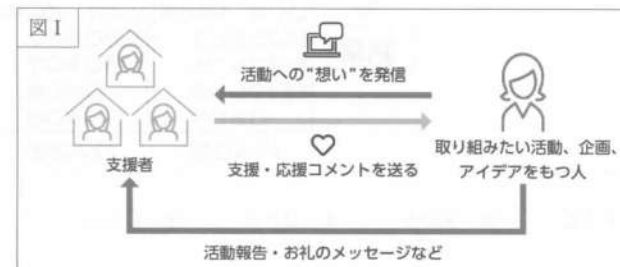 図Ⅰ
活動への“想い”を発信
支援・応援コメントを送る
支援者
取り組みたい活動、企画、
アイデアをもつ人
活動報告・お礼のメッセージなど